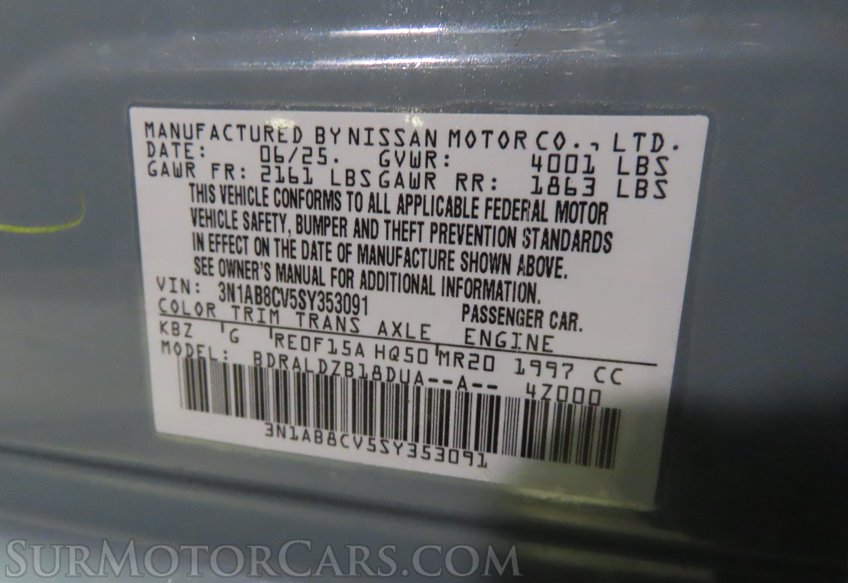 MANUFACTURED BY NISSAN MOTOR CO., LTD.
DATE: 06/25. GVWR: 4001 LBS
GAWR FR: 2161 LBS GAWR RR: 1863 LBS
THIS VEHICLE CONFORMS TO ALL APPLICABLE FEDERAL MOTOR
VEHICLE SAFETY, BUMPER AND THEFT PREVENTION STANDARDS
IN EFFECT ON THE DATE OF MANUFACTURE SHOWN ABOVE.
SEE OWNER'S MANUAL FOR ADDITIONAL INFORMATION.
VIN: 3N1AB8CV5SY353091 PASSENGER CAR.
COLOR TRIM TRANS AXLE ENGINE
KBZ G RE0F15A HQ50 MR20 1997 CC
MODEL: BDRALDZB18DUA--A-- 4Z000
3N1AB8CV5SY353091
SURMOTORCARS.COM